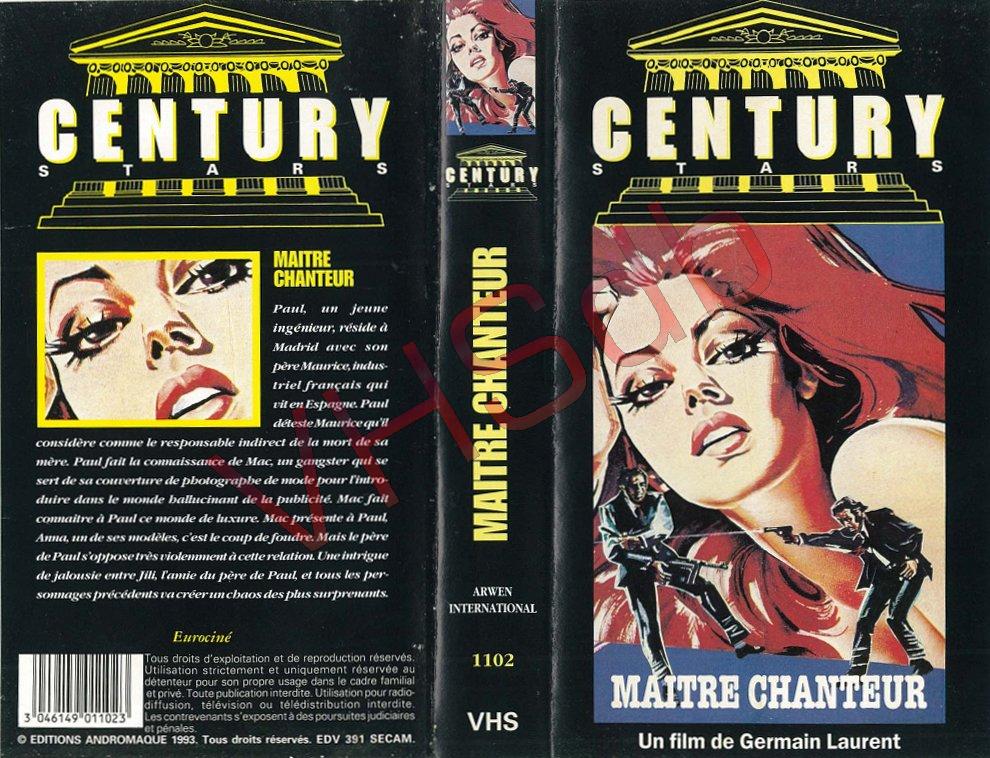 CENTURY
STARS
MAITRE
CHANTEUR
Paul, un jeune
ingénieur, réside à
Madrid avec son
père Maurice, indus-
triel français qui
vit en Espagne. Paul
déteste Maurice qu'il
considère comme le responsable indirect de la mort de sa
mère. Paul fait la connaissance de Mac, un gangster qui se
sert de sa couverture de photographe de mode pour l'intro-
duire dans le monde ballucinant de la publicité. Mac fait
connaitre à Paul ce monde de luxure. Mac présente à Paul,
Anna, un de ses modèles, c'est le coup de foudre. Mais le père
de Paul s'oppose très violemment à cette relation. Une intrigue
de jalousie entre Jili, l'amie du père de Paul, et tous les per-
sonnages précédents va créer un chaos des plus surprenants.
Eurociné
Tous droits d'exploitation et de reproduction réservés.
Utilisation strictement et uniquement réservée au
détenteur pour son propre usage dans le cadre familial
et privé. Toute publication interdite. Utilisation pour radio-
diffusion, télévision ou télédistribution interdite.
Les contrevenants s'exposent à des poursuites judiciaires
et pénales.
3 046149 011023
© EDITIONS ANDROMAQUE 1993. Tous droits réservés. EDV 391 SECAM.
CENTURY
STARS
MAITRE CHANTEUR
ARWEN
INTERNATIONAL
1102
VHS
CENTURY
STARS
MAITRE CHANTEUR
Un film de Germain Laurent
VHSdb